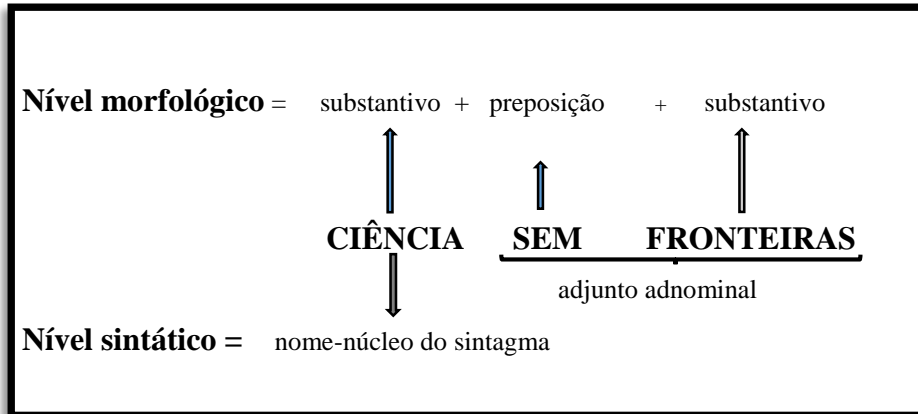 Nível morfológico = substantivo + preposição + substantivo
CIÊNCIA SEM FRONTEIRAS
adjunto adnominal
Nível sintático = nome-núcleo do sintagma